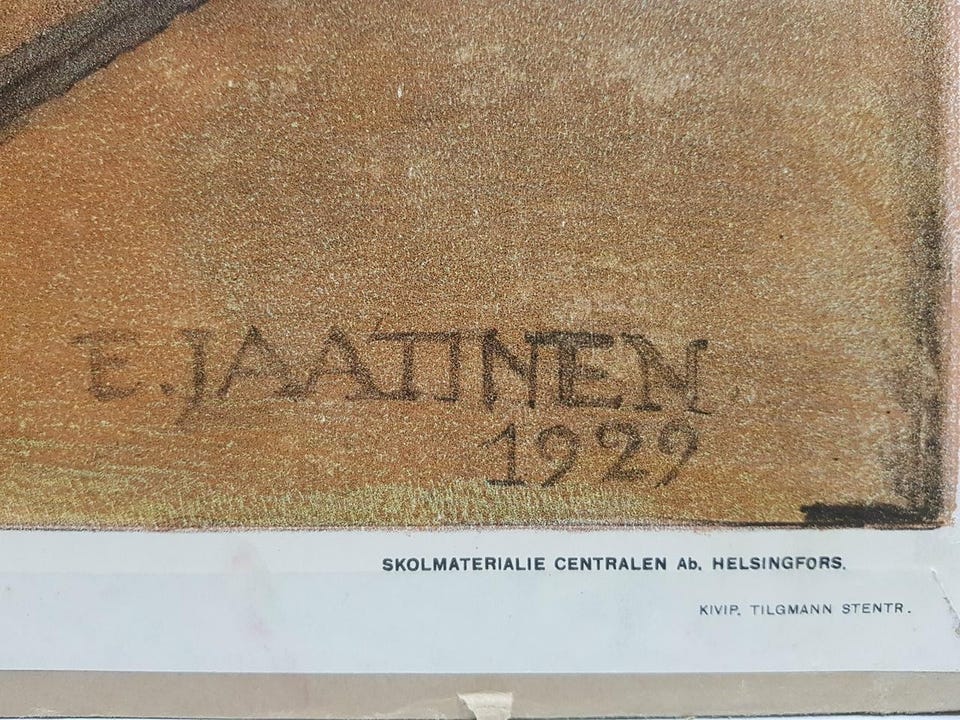 E. JAATINEN
1929
SKOLMATERIALIE CENTRALEN Ab. HELSINGFORS.
KIVIP. TILGMANN STENTR.